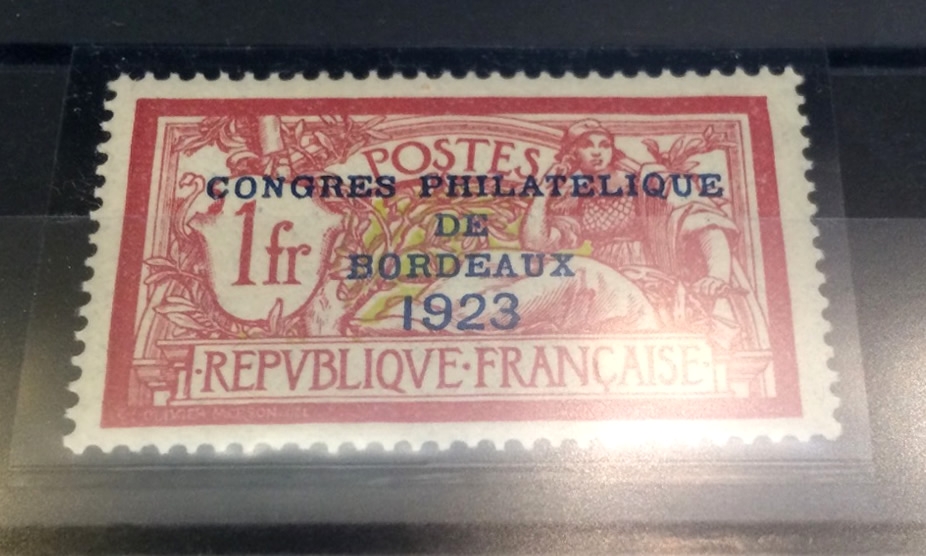 POSTES
CONGRES PHILATELIQUE
1fr
DE
BORDEAUX
1923
·REPVBLIQVE·FRANÇAISE·